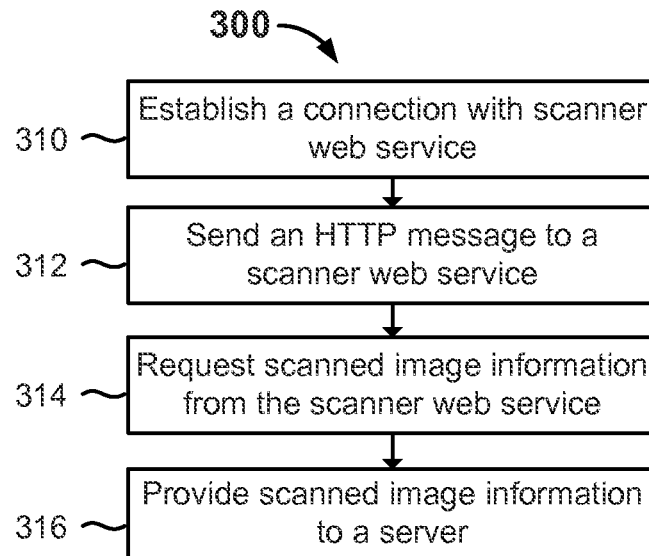 300
310
Establish a connection with scanner
web service
312
Send an HTTP message to a
scanner web service
314
Request scanned image information
from the scanner web service
316
Provide scanned image information
to a server